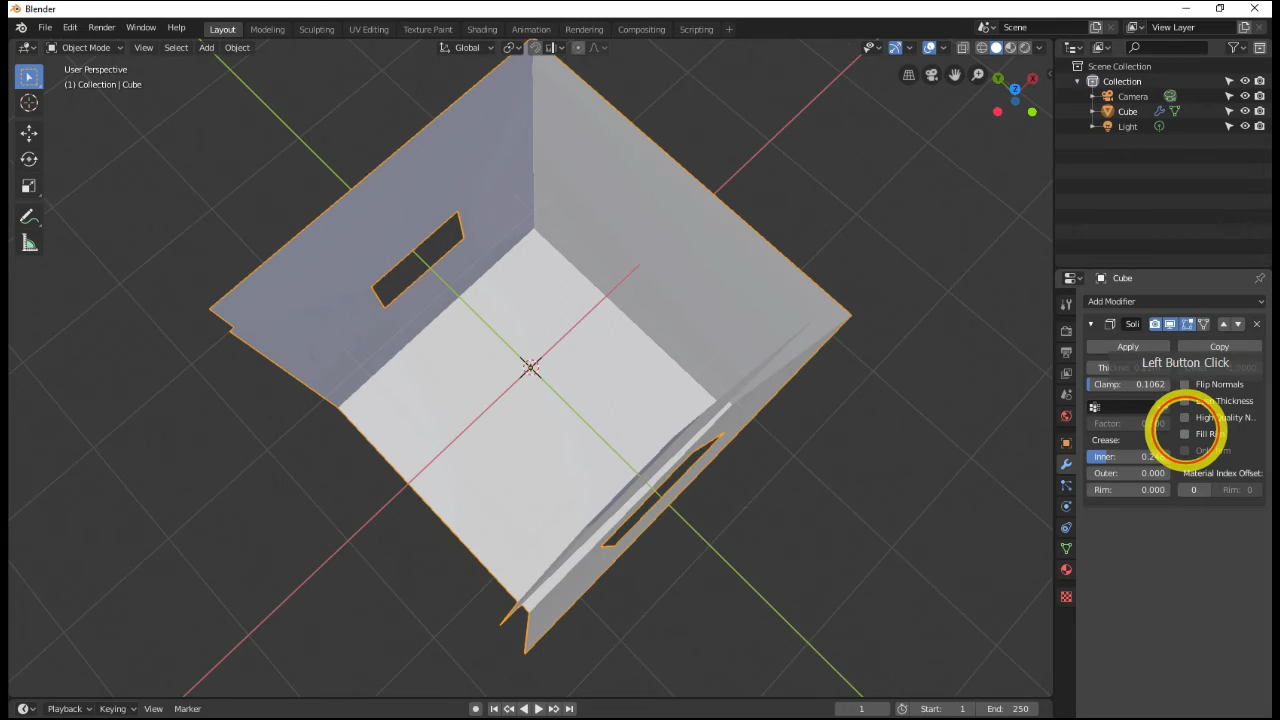 Blender
File Edit Render Window Help
Layout Modeling Sculpting UV Editing Texture Paint Shading Animation Rendering Compositing Scripting +
Scene
View Layer
Object Mode View Select Add Object
Global
User Perspective
(1) Collection | Cube
Z
X
Y
Scene Collection
Collection
Camera
Cube
Light
Cube
Add Modifier
Soli
Apply Copy
Left Button Click
Clamp: 0.1062 Flip Normals
Thickness
High Quality N..
Factor:
Fill
Crease:
Inner:
Outer: 0.000 Material Index Offset:
Rim: 0.000 0 Rim: 0
Playback Keying View Marker
1 Start: 1 End: 250